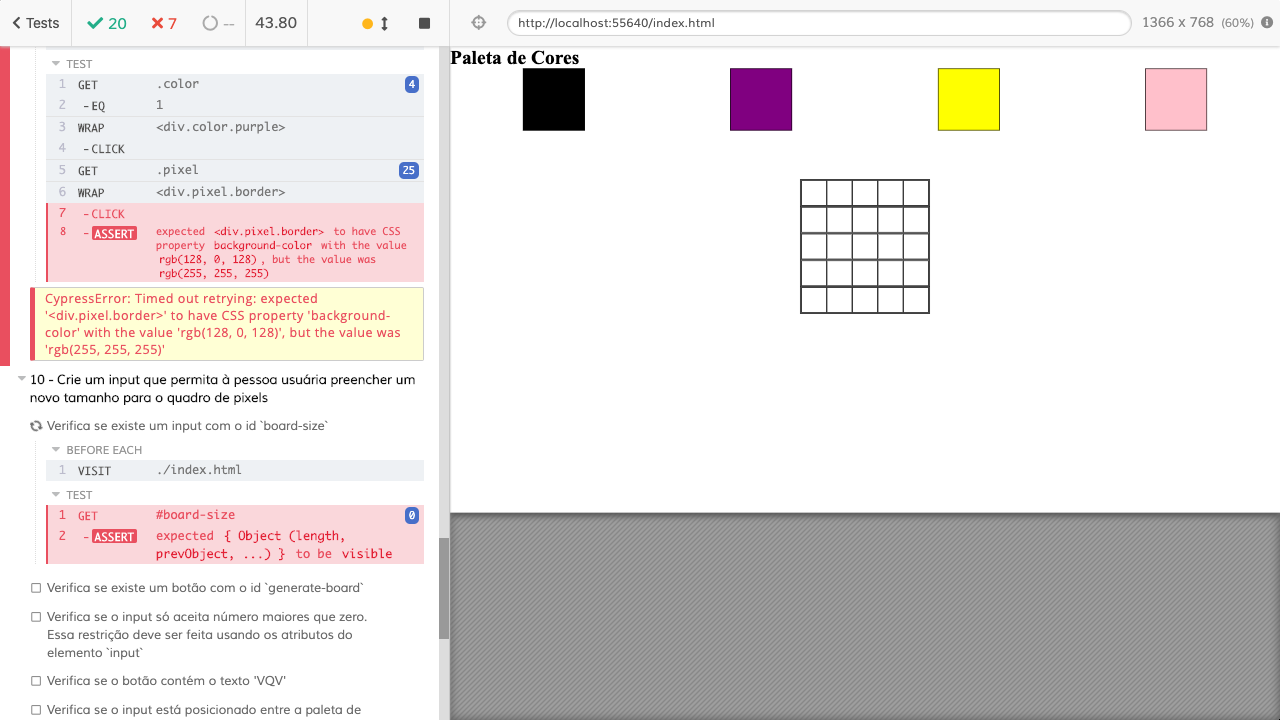 Tests 20 7 -- 43.80 http://localhost:55640/index.html 1366 x 768 (60%)
TEST
1 GET .color 4
2 -EQ 1
3 WRAP <div.color.purple>
4 -CLICK
5 GET .pixel 25
6 WRAP <div.pixel.border>
7 -CLICK
8 -ASSERT expected <div.pixel.border> to have CSS
property background-color with the value
rgb(128, 0, 128), but the value was
rgb(255, 255, 255)
CypressError: Timed out retrying: expected
'<div.pixel.border>' to have CSS property 'background-
color' with the value 'rgb(128, 0, 128)', but the value was
'rgb(255, 255, 255)'
10 - Crie um input que permita à pessoa usuária preencher um
novo tamanho para o quadro de pixels
Verifica se existe um input com o id `board-size`
BEFORE EACH
1 VISIT ./index.html
TEST
1 GET #board-size 0
2 -ASSERT expected { Object (length,
prevObject, ...) } to be visible
Verifica se existe um botão com o id `generate-board`
Verifica se o input só aceita número maiores que zero.
Essa restrição deve ser feita usando os atributos do
elemento `input`
Verifica se o botão contém o texto 'VQV'
Verifica se o input está posicionado entre a paleta de
Paleta de Cores